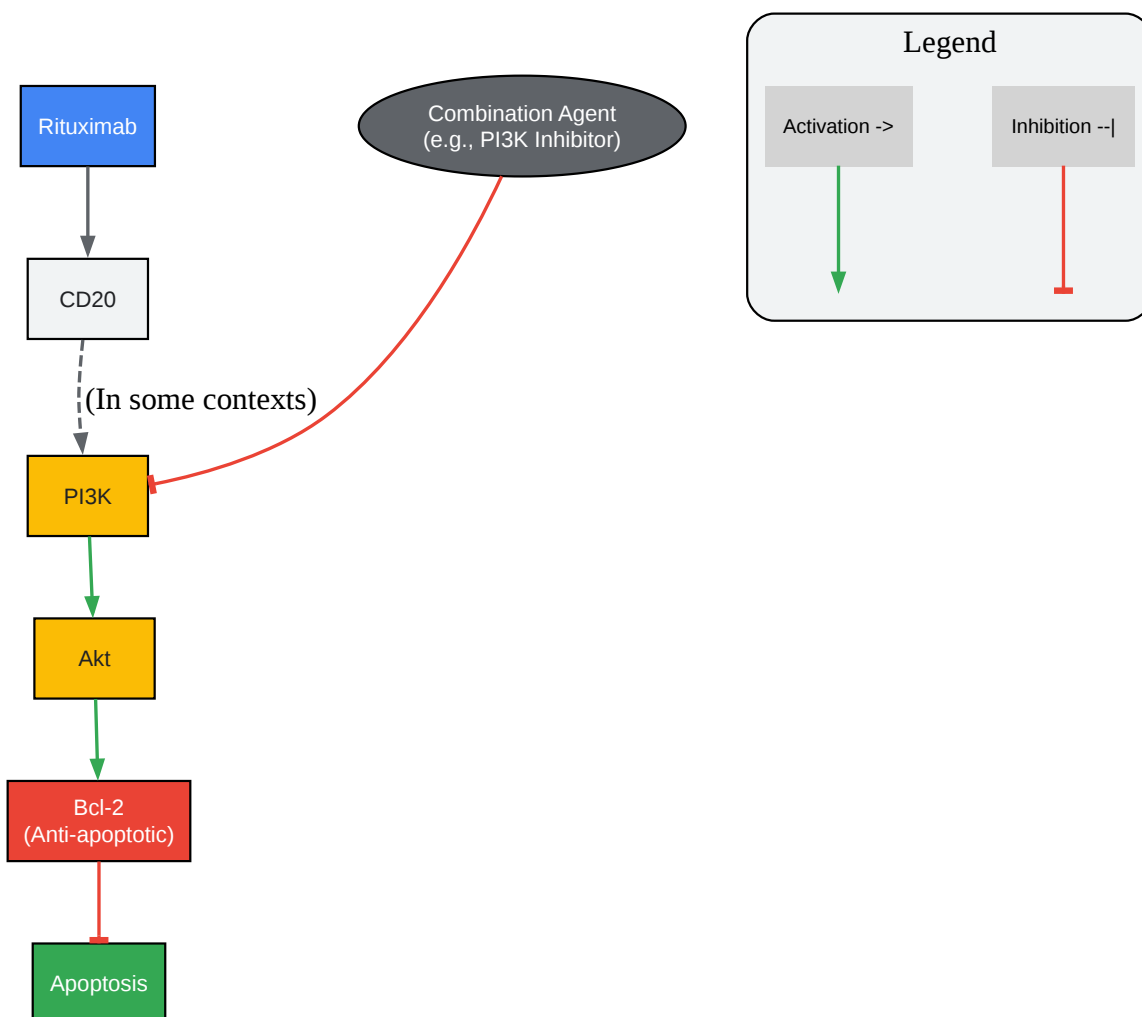 Legend
Rituximab
Combination Agent
(e.g., PI3K Inhibitor)
Activation ->
Inhibition --|
CD20
(In some contexts)
PI3K
Akt
Bcl-2
(Anti-apoptotic)
Apoptosis